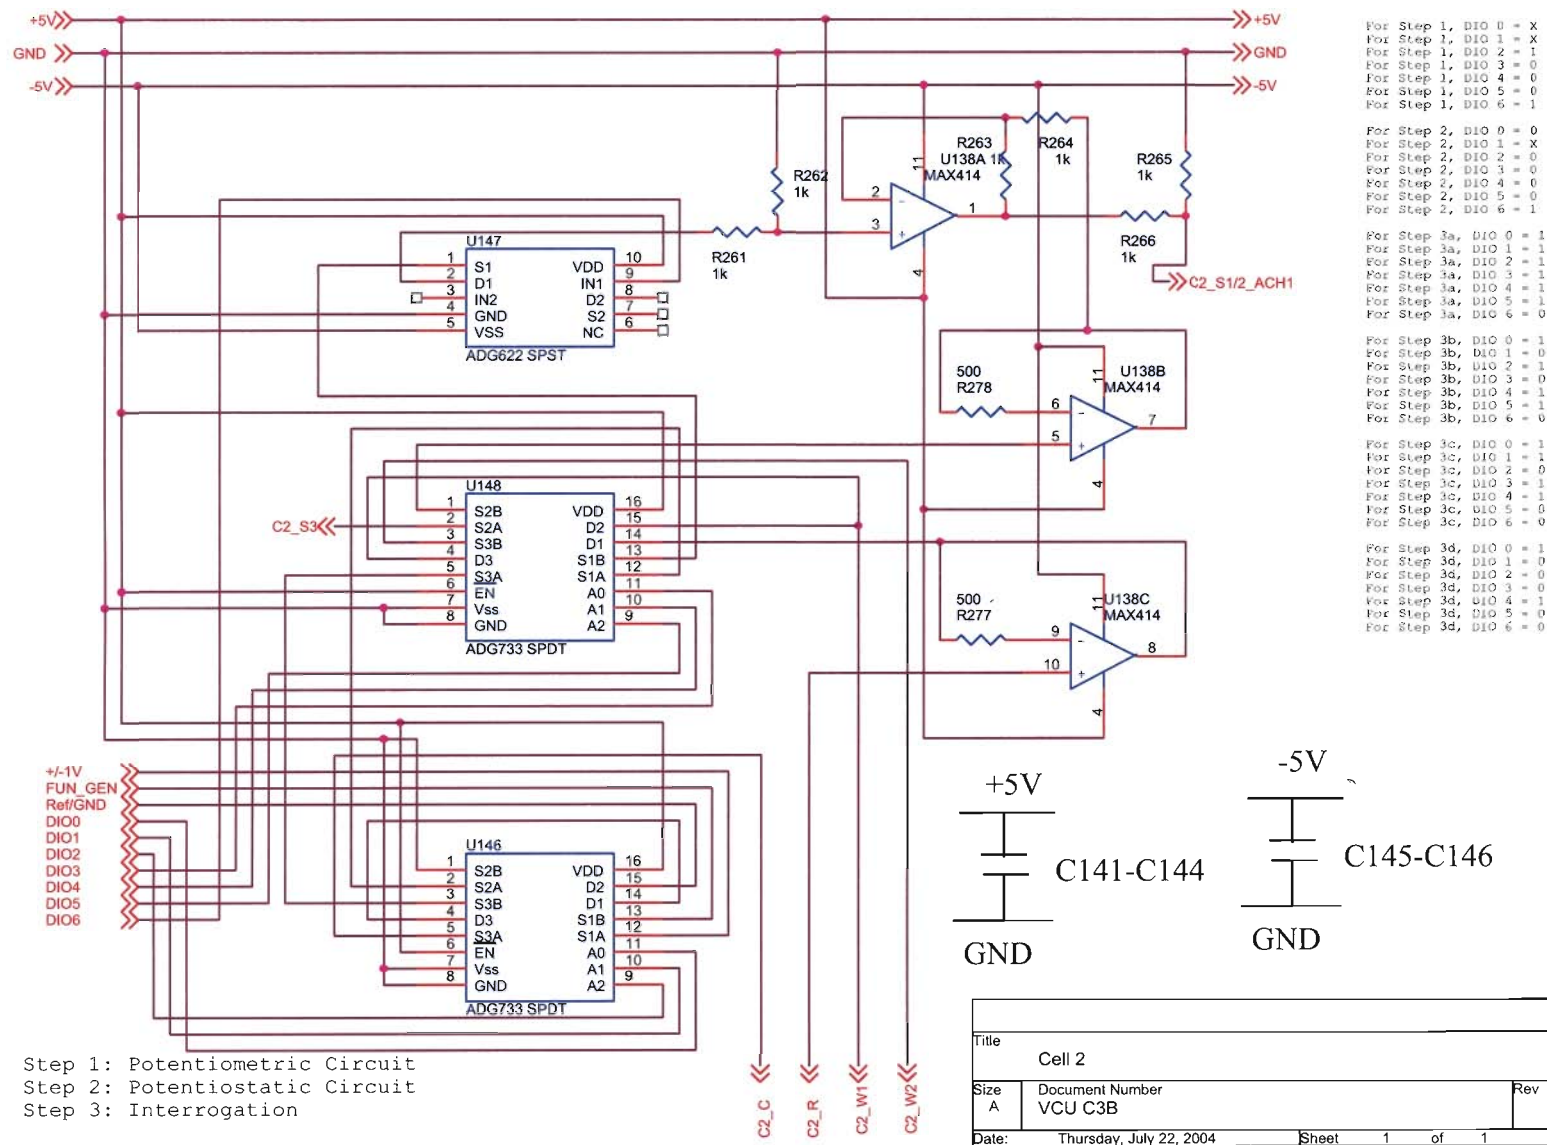 +5V
GND
-5V
+5V
GND
-5V
R262
1k
R261
1k
R263
1k
U138A
MAX414
11
2
3
1
4
-
+
R264
1k
R265
1k
R266
1k
C2_S1/2_ACH1
U147
1 S1 VDD 10
2 D1 IN1 9
3 IN2 D2 8
4 GND S2 7
5 VSS NC 6
ADG622 SPST
500
R278
U138B
MAX414
11
6
5
7
4
-
+
U148
1 S2B VDD 16
2 S2A D2 15
3 S3B D1 14
4 D3 S1B 13
5 S3A S1A 12
6 EN A0 11
7 Vss A1 10
8 GND A2 9
ADG733 SPDT
C2_S3
500
R277
U138C
MAX414
11
9
10
8
4
-
+
+/-1V
FUN_GEN
Ref/GND
DIO0
DIO1
DIO2
DIO3
DIO4
DIO5
DIO6
U146
1 S2B VDD 16
2 S2A D2 15
3 S3B D1 14
4 D3 S1B 13
5 S3A S1A 12
6 EN A0 11
7 Vss A1 10
8 GND A2 9
ADG733 SPDT
C2_C
C2_R
C2_W1
C2_W2
Step 1: Potentiometric Circuit
Step 2: Potentiostatic Circuit
Step 3: Interrogation
For Step 1, DIO 0 = X
For Step 1, DIO 1 = X
For Step 1, DIO 2 = 1
For Step 1, DIO 3 = 0
For Step 1, DIO 4 = 0
For Step 1, DIO 5 = 0
For Step 1, DIO 6 = 1
For Step 2, DIO 0 = 0
For Step 2, DIO 1 = X
For Step 2, DIO 2 = 0
For Step 2, DIO 3 = 0
For Step 2, DIO 4 = 0
For Step 2, DIO 5 = 0
For Step 2, DIO 6 = 1
For Step 3a, DIO 0 = 1
For Step 3a, DIO 1 = 1
For Step 3a, DIO 2 = 1
For Step 3a, DIO 3 = 1
For Step 3a, DIO 4 = 1
For Step 3a, DIO 5 = 1
For Step 3a, DIO 6 = 0
For Step 3b, DIO 0 = 1
For Step 3b, DIO 1 = 0
For Step 3b, DIO 2 = 1
For Step 3b, DIO 3 = 0
For Step 3b, DIO 4 = 1
For Step 3b, DIO 5 = 1
For Step 3b, DIO 6 = 0
For Step 3c, DIO 0 = 1
For Step 3c, DIO 1 = 1
For Step 3c, DIO 2 = 0
For Step 3c, DIO 3 = 1
For Step 3c, DIO 4 = 1
For Step 3c, DIO 5 = 0
For Step 3c, DIO 6 = 0
For Step 3d, DIO 0 = 1
For Step 3d, DIO 1 = 0
For Step 3d, DIO 2 = 0
For Step 3d, DIO 3 = 0
For Step 3d, DIO 4 = 1
For Step 3d, DIO 5 = 0
For Step 3d, DIO 6 = 0
+5V
C141-C144
GND
-5V
C145-C146
GND
Title
Cell 2
Size
A
Document Number
VCU C3B
Rev
Date: Thursday, July 22, 2004 Sheet 1 of 1